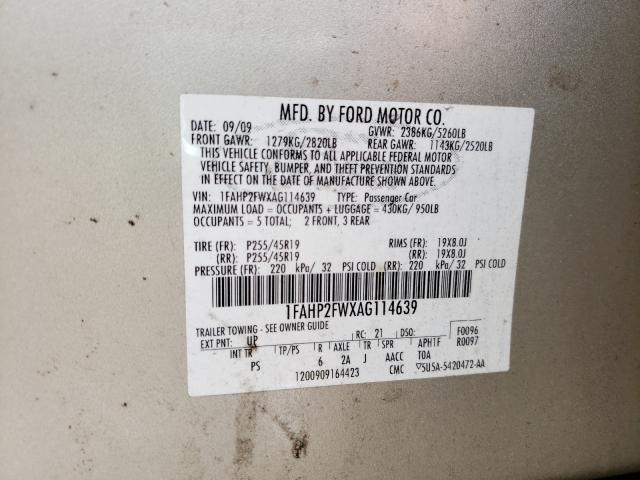 MFD. BY FORD MOTOR CO.
DATE: 09/09 GVWR: 2386KG/5260LB
FRONT GAWR: 1279KG/2820LB REAR GAWR: 1143KG/2520LB
THIS VEHICLE CONFORMS TO ALL APPLICABLE FEDERAL MOTOR
VEHICLE SAFETY, BUMPER, AND THEFT PREVENTION STANDARDS
IN EFFECT ON THE DATE OF MANUFACTURE SHOWN ABOVE.
VIN: 1FAHP2FWXAG114639 TYPE: Passenger Car
MAXIMUM LOAD = OCCUPANTS + LUGGAGE = 430KG/950LB
OCCUPANTS = 5 TOTAL; 2 FRONT, 3 REAR
TIRE (FR): P255/45R19 RIMS (FR): 19X8.0J
(RR): P255/45R19 (RR): 19X8.0J
PRESSURE (FR): 220 kPa/ 32 PSI COLD (RR): 220 kPa/ 32 PSI COLD
1FAHP2FWXAG114639
TRAILER TOWING - SEE OWNER GUIDE
EXT PNT: UP RC: 21 DSO: F0096
INT TR TP/PS R AXLE TR SPR APH1F R0097
PS 6 2A J AACC TOA
1200909164423 CMC ▽5U5A-5420472-AA